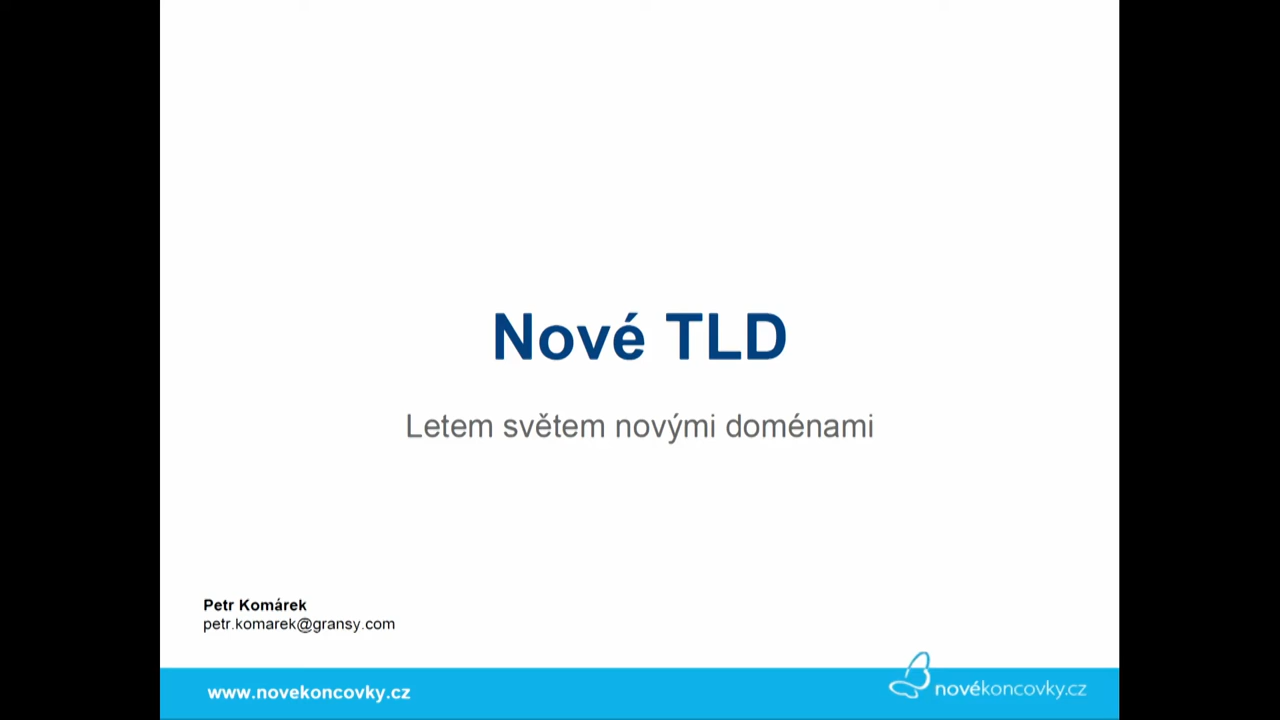 Nové TLD
Letem světem novými doménami
Petr Komárek
petr.komarek@gransy.com
www.novekoncovky.cz
novékoncovky.cz